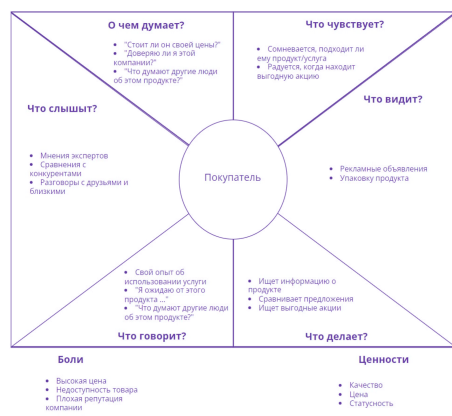 О чем думает?
• "Стоит ли он своей цены?"
• "Доверяю ли я этой
компании?"
• "Что думают другие люди
об этом продукте?"
Что чувствует?
• Сомневается, подходит ли
ему продукт/услуга
• Радуется, когда находит
выгодную акцию
Что слышыт?
• Мнения экспертов
• Сравнения с
конкурентами
• Разговоры с друзьями и
близкими
Что видит?
• Рекламные объявления
• Упаковку продукта
Покупатель
• Свой опыт об
использовании услуги
• "Я ожидаю от этого
продукта ..."
• "Что думают другие люди
об этом продукте?"
Что говорит?
• Ищет информацию о
продукте
• Сравнивает предложения
• Ищет выгодные акции
Что делает?
Боли
• Высокая цена
• Недоступность товара
• Плохая репутация
компании
Ценности
• Качество
• Цена
• Статусность